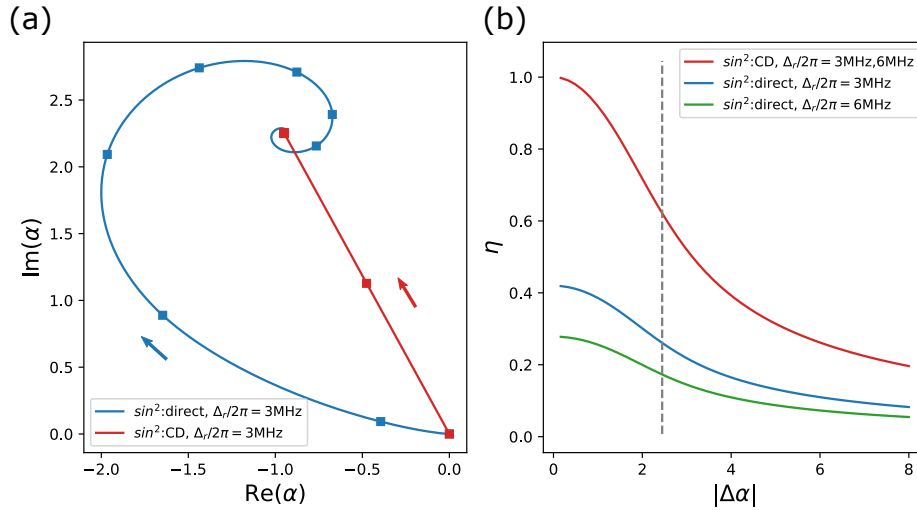 (a)
Im(α)
2.5
2.0
1.5
1.0
0.5
0.0
sin²:direct, Δᵣ/2π = 3MHz
sin²:CD, Δᵣ/2π = 3MHz
−2.0 −1.5 −1.0 −0.5 0.0
Re(α)
(b)
η
1.0
0.8
0.6
0.4
0.2
0.0
sin²:CD, Δᵣ/2π = 3MHz,6MHz
sin²:direct, Δᵣ/2π = 3MHz
sin²:direct, Δᵣ/2π = 6MHz
0 2 4 6 8
|Δα|